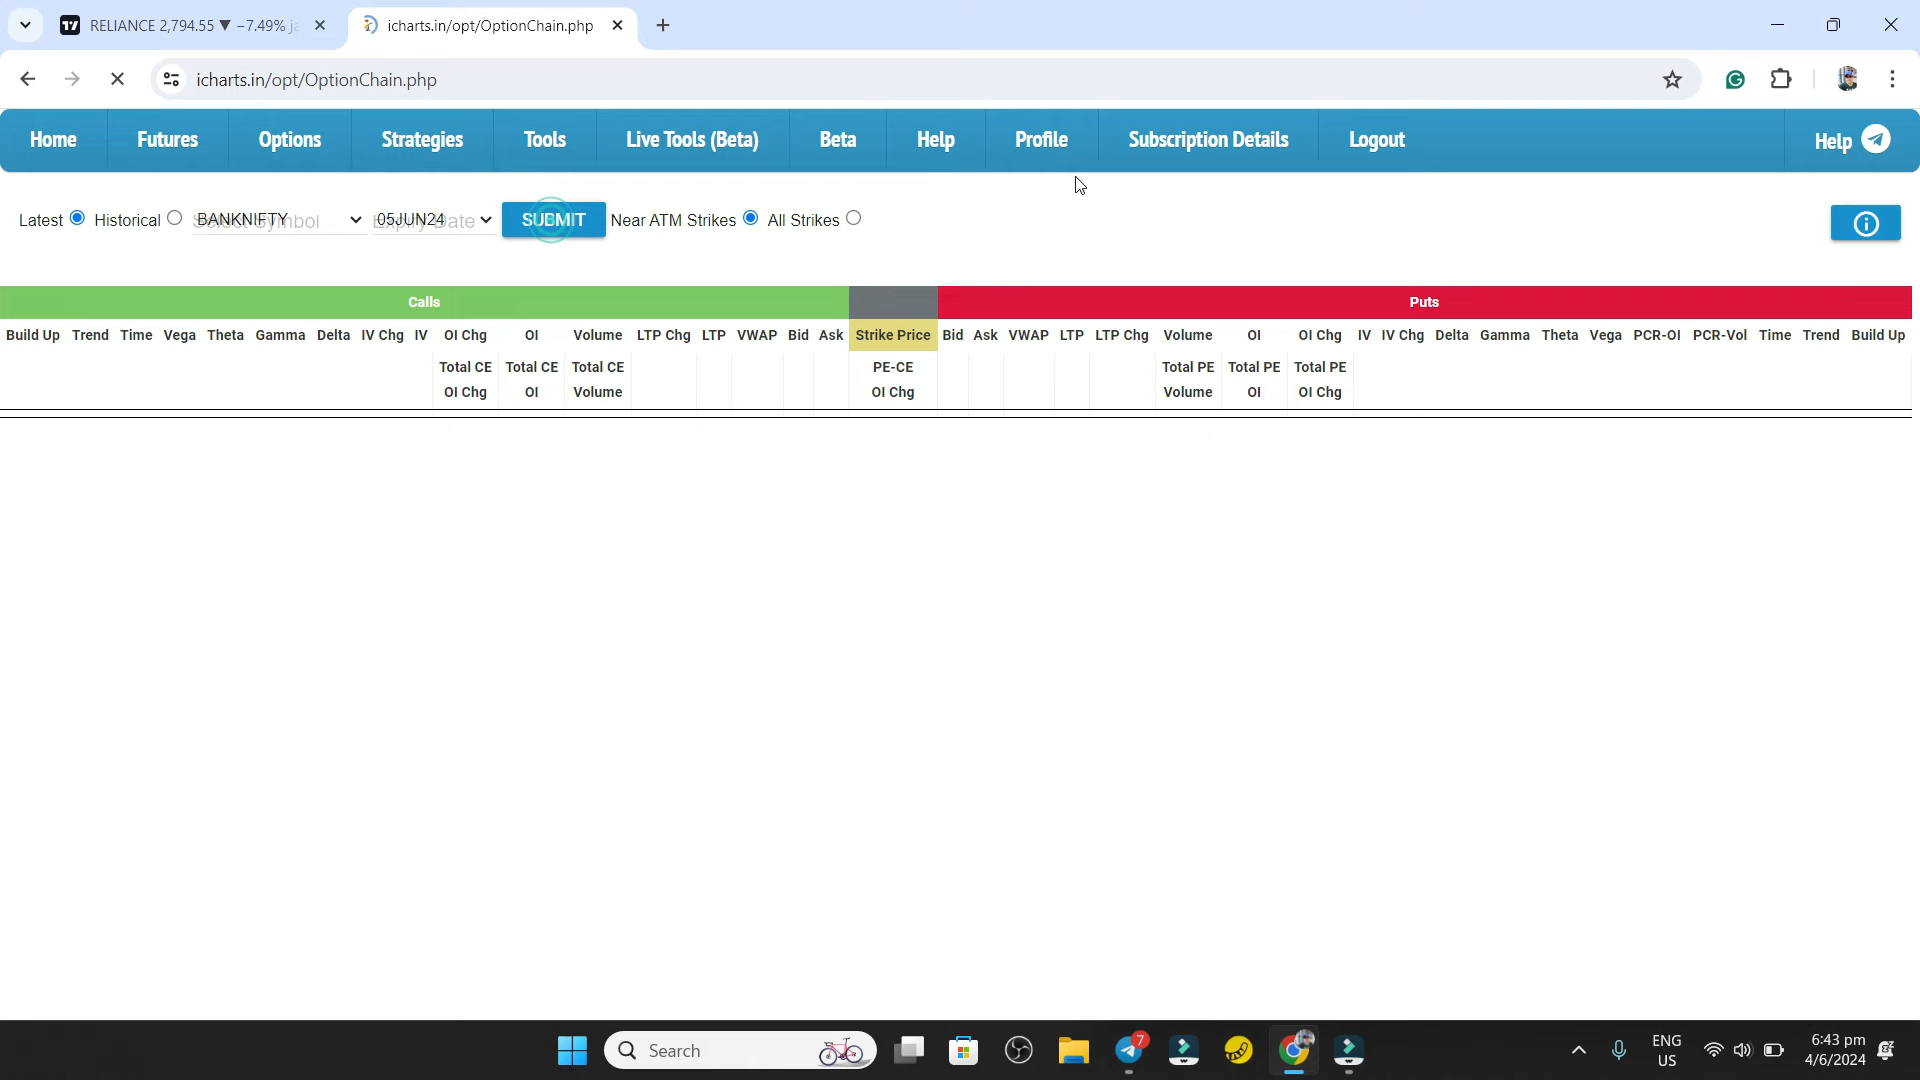 RELIANCE 2,794.55 ▼ −7.49%
icharts.in/opt/OptionChain.php
icharts.in/opt/OptionChain.php
Home Futures Options Strategies Tools Live Tools (Beta) Beta Help Profile Subscription Details Logout Help
Latest Historical Select Symbol BANKNIFTY Expiry Date 05JUN24 SUBMIT Near ATM Strikes All Strikes
Calls Puts
Build Up Trend Time Vega Theta Gamma Delta IV Chg IV OI Chg OI Volume LTP Chg LTP VWAP Bid Ask Strike Price Bid Ask VWAP LTP LTP Chg Volume OI OI Chg IV IV Chg Delta Gamma Theta Vega PCR-OI PCR-Vol Time Trend Build Up
Total CE Total CE Total CE PE-CE Total PE Total PE Total PE
OI Chg OI Volume OI Chg Volume OI OI Chg
Search 7 ENG 6:43 pm
US 4/6/2024